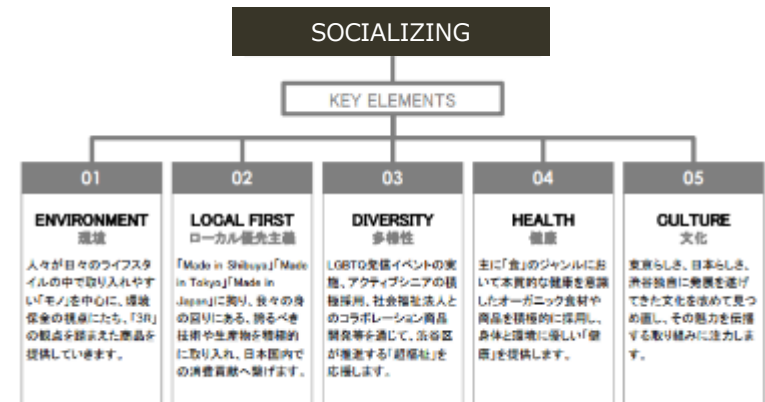 SOCIALIZING
KEY ELEMENTS
01
ENVIRONMENT
環境
人々が日々のライフスタ
イルの中で取り入れやす
い「モノ」を中心に、環境
保全の視点にたち、「3R」
の観点を踏まえた商品を
提供していきます。
02
LOCAL FIRST
ローカル優先主義
「Made in Shibuya」「Made
in Tokyo」「Made in
Japan」に拘り、我々の身
の回りにある、誇るべき
技術や生産物を積極的
に取り入れ、日本国内で
の消費貢献へ繋げます。
03
DIVERSITY
多様性
LGBTQ発信イベントの実
施、アクティブシニアの積
極採用、社会福祉法人と
のコラボレーション商品
開発等を通じて、渋谷区
が推進する「超福祉」を
応援します。
04
HEALTH
健康
主に「食」のジャンルにお
いて本質的な健康を意識
したオーガニック食材や
商品を積極的に採用し、
身体と環境に優しい「健
康」を提供します。
05
CULTURE
文化
東京らしさ、日本らしさ、
渋谷独自に発展を遂げ
てきた文化を改めて見つ
め直し、その魅力を伝播
する取り組みに注力しま
す。